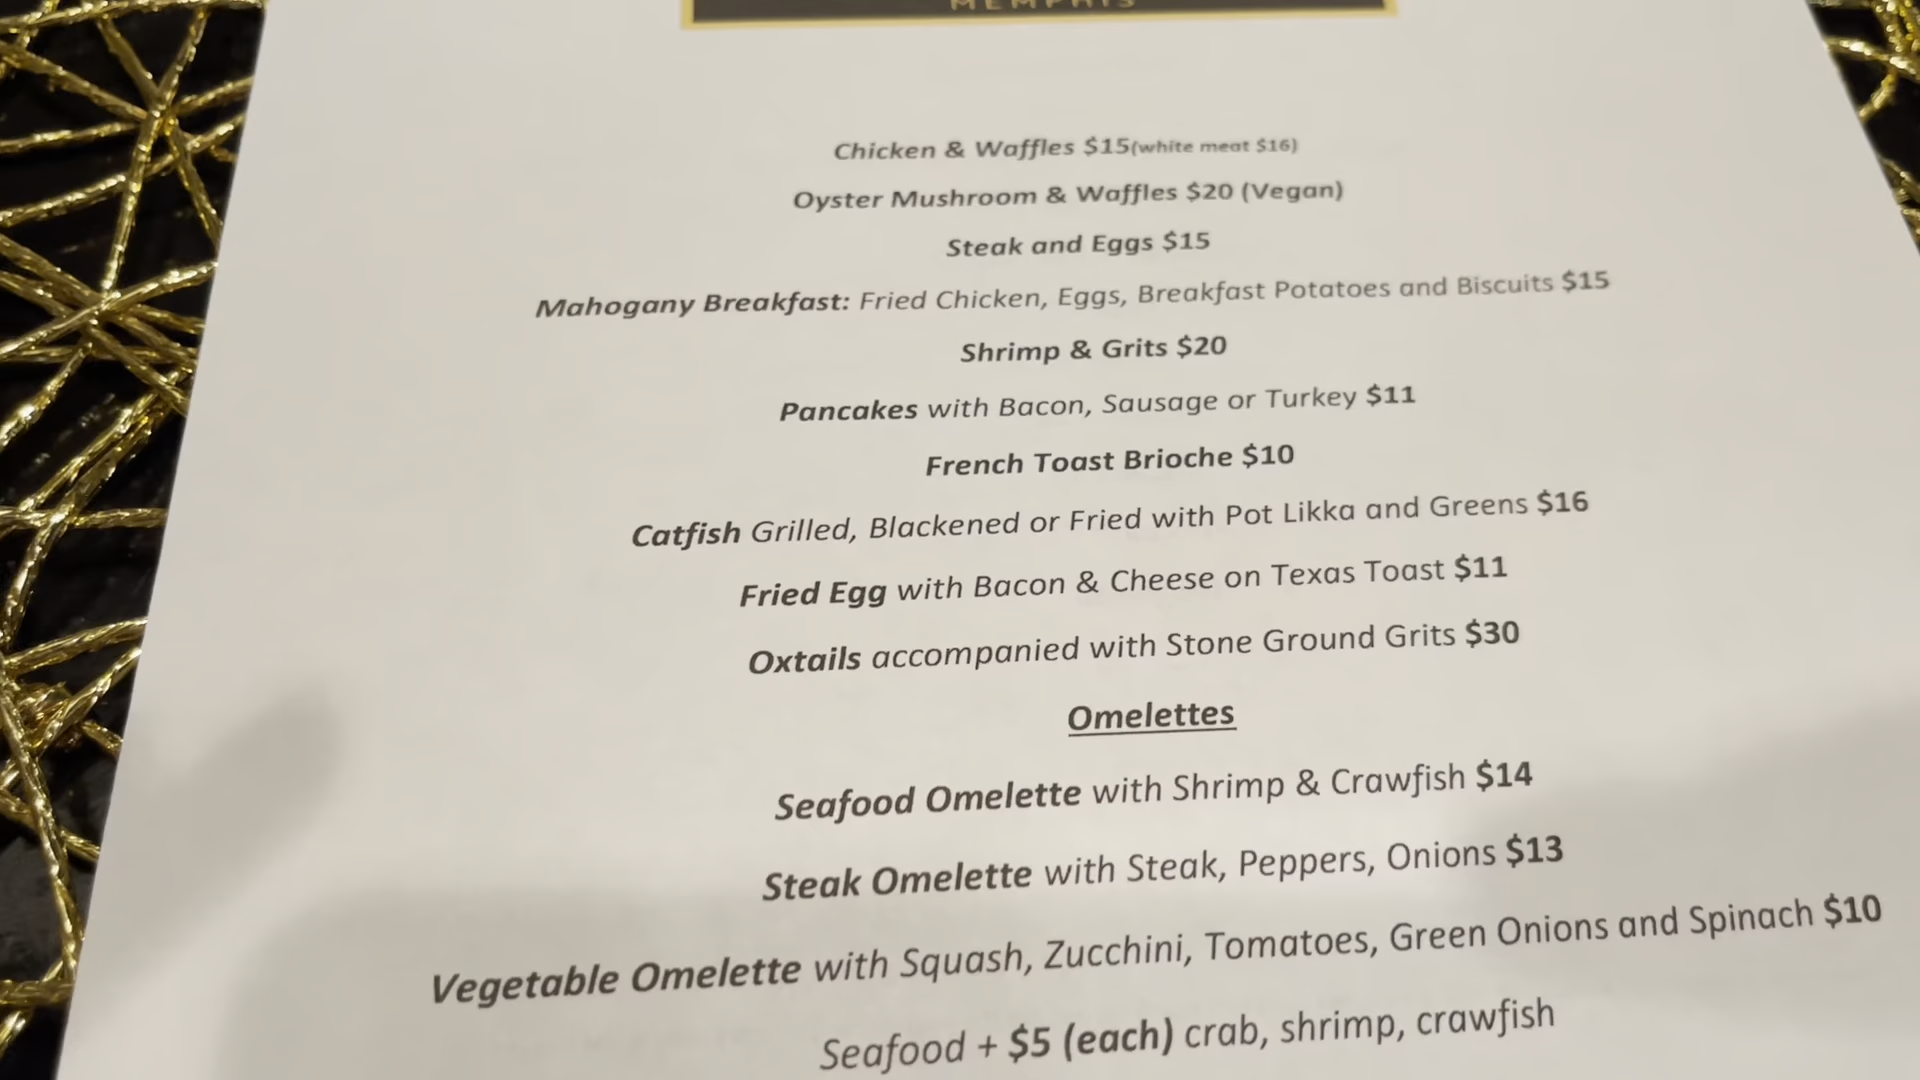 MEMPHIS
Chicken & Waffles $15(white meat $16)
Oyster Mushroom & Waffles $20 (Vegan)
Steak and Eggs $15
Mahogany Breakfast: Fried Chicken, Eggs, Breakfast Potatoes and Biscuits $15
Shrimp & Grits $20
Pancakes with Bacon, Sausage or Turkey $11
French Toast Brioche $10
Catfish Grilled, Blackened or Fried with Pot Likka and Greens $16
Fried Egg with Bacon & Cheese on Texas Toast $11
Oxtails accompanied with Stone Ground Grits $30
Omelettes
Seafood Omelette with Shrimp & Crawfish $14
Steak Omelette with Steak, Peppers, Onions $13
Vegetable Omelette with Squash, Zucchini, Tomatoes, Green Onions and Spinach $10
Seafood + $5 (each) crab, shrimp, crawfish